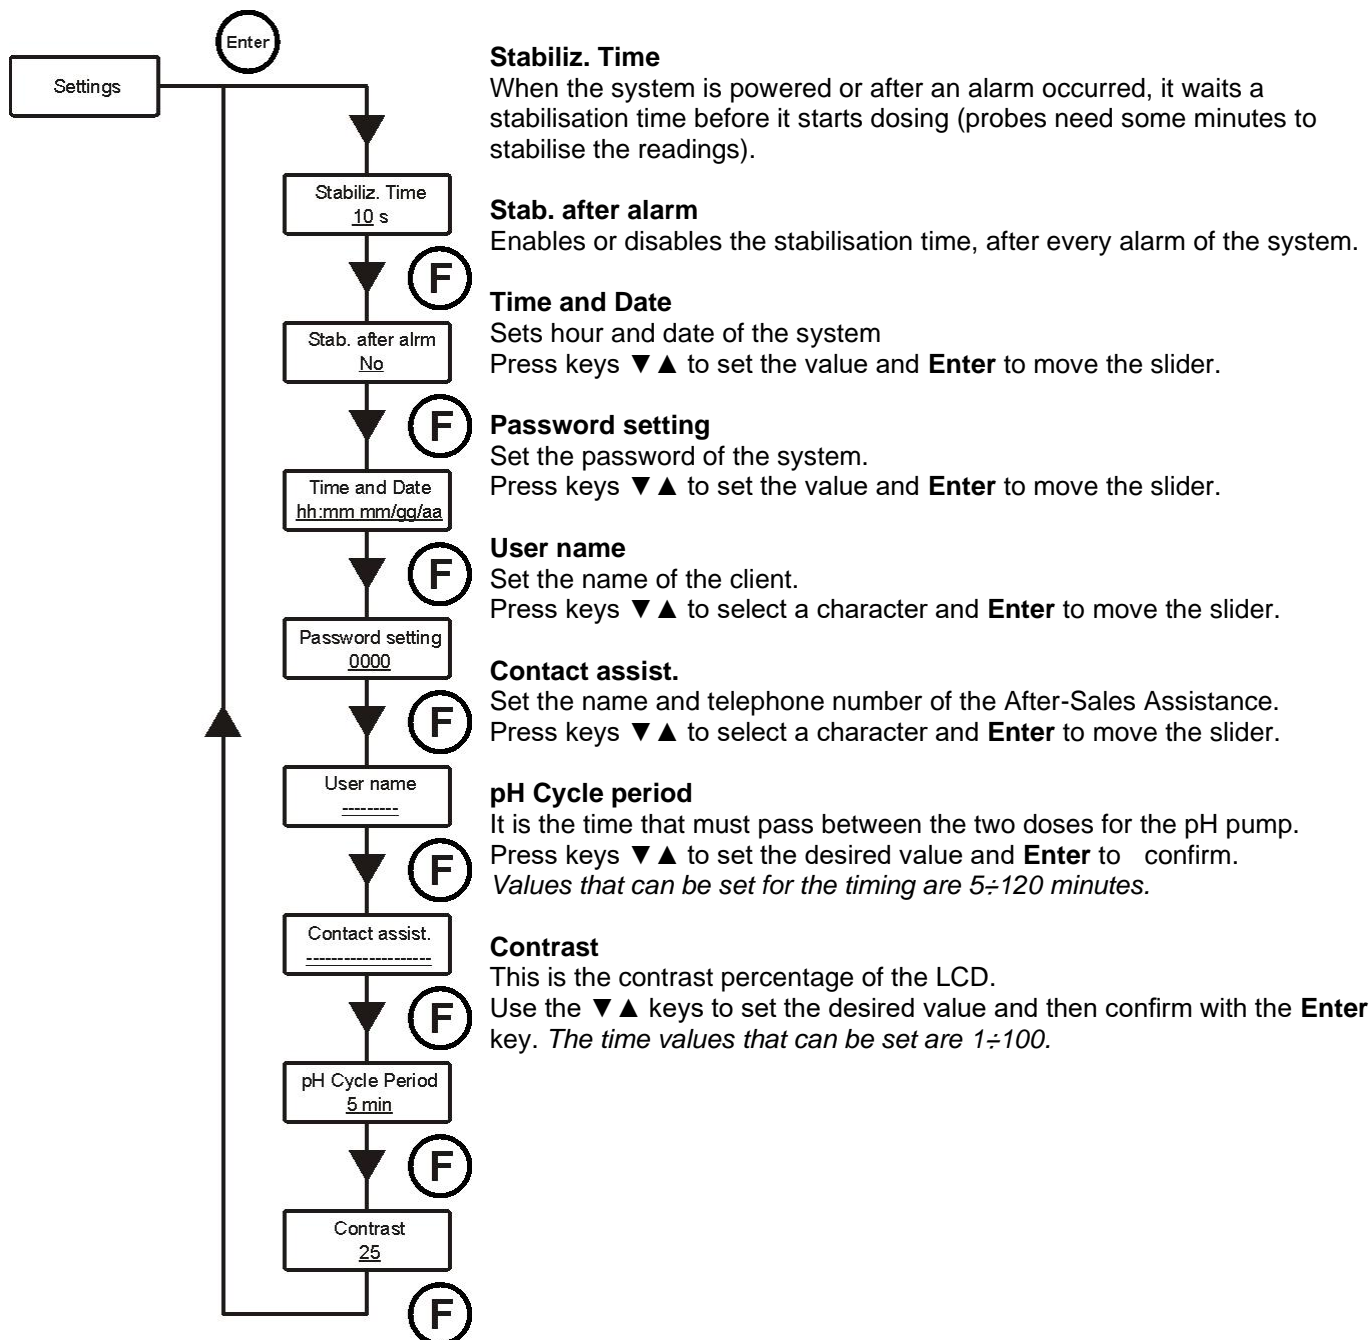 Enter
Settings
Stabiliz. Time
10 s
F
Stab. after alrm
No
F
Time and Date
hh:mm mm/gg/aa
F
Password setting
0000
F
User name
---------
F
Contact assist.
--------------------
F
pH Cycle Period
5 min
F
Contrast
25
F
Stabiliz. Time
When the system is powered or after an alarm occurred, it waits a
stabilisation time before it starts dosing (probes need some minutes to
stabilise the readings).
Stab. after alarm
Enables or disables the stabilisation time, after every alarm of the system.
Time and Date
Sets hour and date of the system
Press keys ▼▲ to set the value and Enter to move the slider.
Password setting
Set the password of the system.
Press keys ▼▲ to set the value and Enter to move the slider.
User name
Set the name of the client.
Press keys ▼▲ to select a character and Enter to move the slider.
Contact assist.
Set the name and telephone number of the After-Sales Assistance.
Press keys ▼▲ to select a character and Enter to move the slider.
pH Cycle period
It is the time that must pass between the two doses for the pH pump.
Press keys ▼▲ to set the desired value and Enter to confirm.
Values that can be set for the timing are 5÷120 minutes.
Contrast
This is the contrast percentage of the LCD.
Use the ▼▲ keys to set the desired value and then confirm with the Enter
key. The time values that can be set are 1÷100.